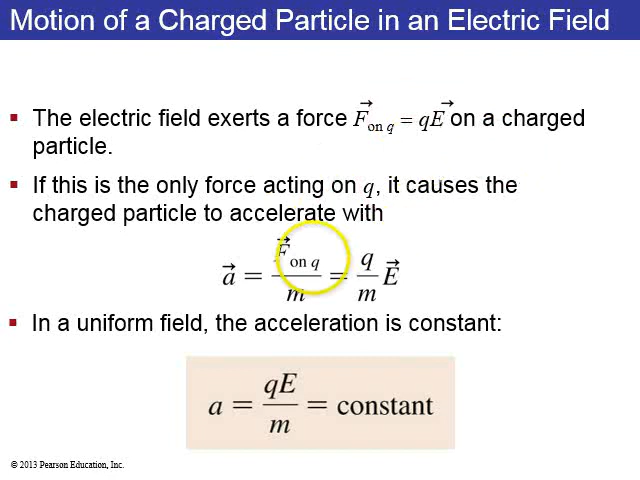 Motion of a Charged Particle in an Electric Field
▪ The electric field exerts a force F⃗ on q = qE⃗ on a charged
particle.
▪ If this is the only force acting on q, it causes the
charged particle to accelerate with
a⃗ = F⃗ on q / m = q / m E⃗
▪ In a uniform field, the acceleration is constant:
a = qE / m = constant
© 2013 Pearson Education, Inc.